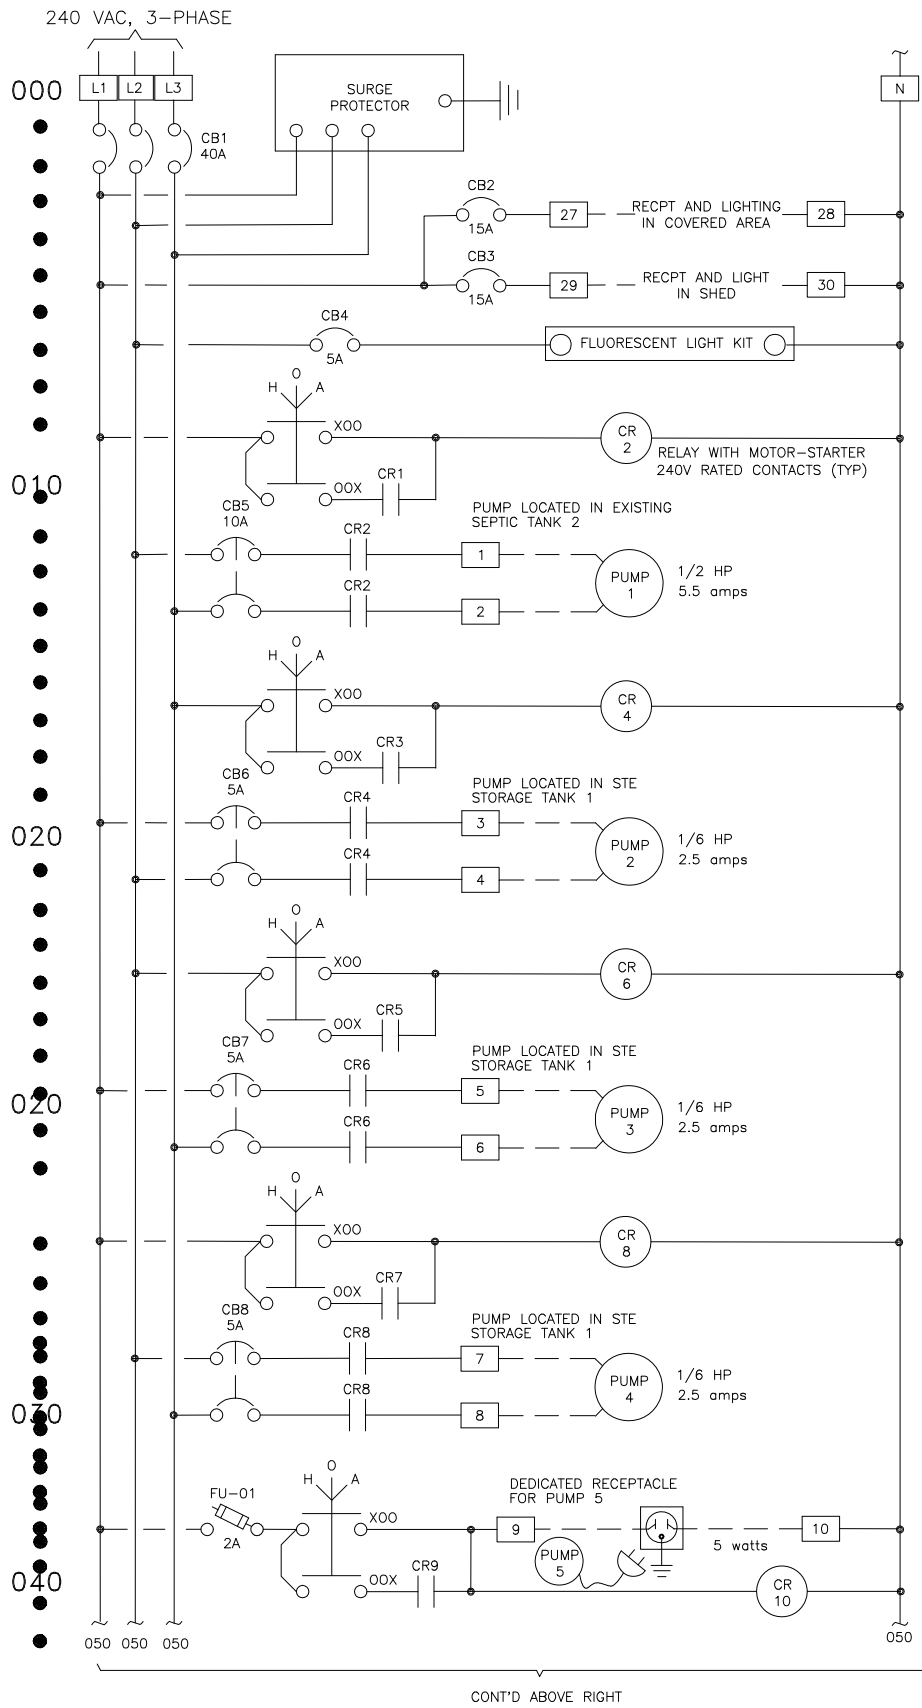 240 VAC, 3-PHASE
000
L1 L2 L3
SURGE
PROTECTOR
N
CB1
40A
CB2
15A
27
RECPT AND LIGHTING
IN COVERED AREA
28
CB3
15A
29
RECPT AND LIGHT
IN SHED
30
CB4
5A
FLUORESCENT LIGHT KIT
H O A
XOO
CR
2
RELAY WITH MOTOR-STARTER
240V RATED CONTACTS (TYP)
010
OOX
CR1
CB5
10A
PUMP LOCATED IN EXISTING
SEPTIC TANK 2
CR2
1
PUMP
1
1/2 HP
5.5 amps
CR2
2
H O A
XOO
CR
4
OOX
CR3
CB6
5A
PUMP LOCATED IN STE
STORAGE TANK 1
020
CR4
3
PUMP
2
1/6 HP
2.5 amps
CR4
4
H O A
XOO
CR
6
OOX
CR5
CB7
5A
PUMP LOCATED IN STE
STORAGE TANK 1
020
CR6
5
PUMP
3
1/6 HP
2.5 amps
CR6
6
H O A
XOO
CR
8
OOX
CR7
CB8
5A
PUMP LOCATED IN STE
STORAGE TANK 1
CR8
7
PUMP
4
1/6 HP
2.5 amps
030
CR8
8
H O A
FU-01
2A
XOO
DEDICATED RECEPTACLE
FOR PUMP 5
9
5 watts
10
PUMP
5
040
OOX
CR9
CR
10
050 050 050
050
CONT'D ABOVE RIGHT